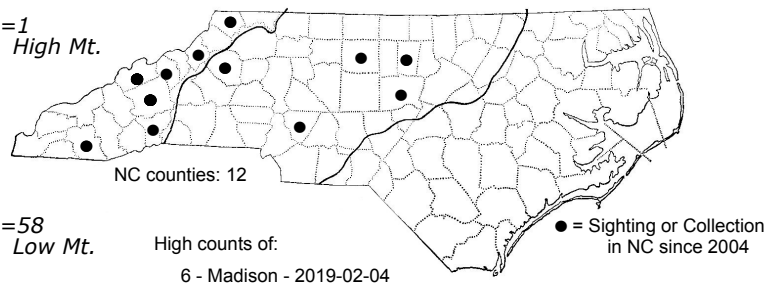 =1
High Mt.
NC counties: 12
=58
Low Mt.
High counts of:
6 - Madison - 2019-02-04
● = Sighting or Collection
in NC since 2004